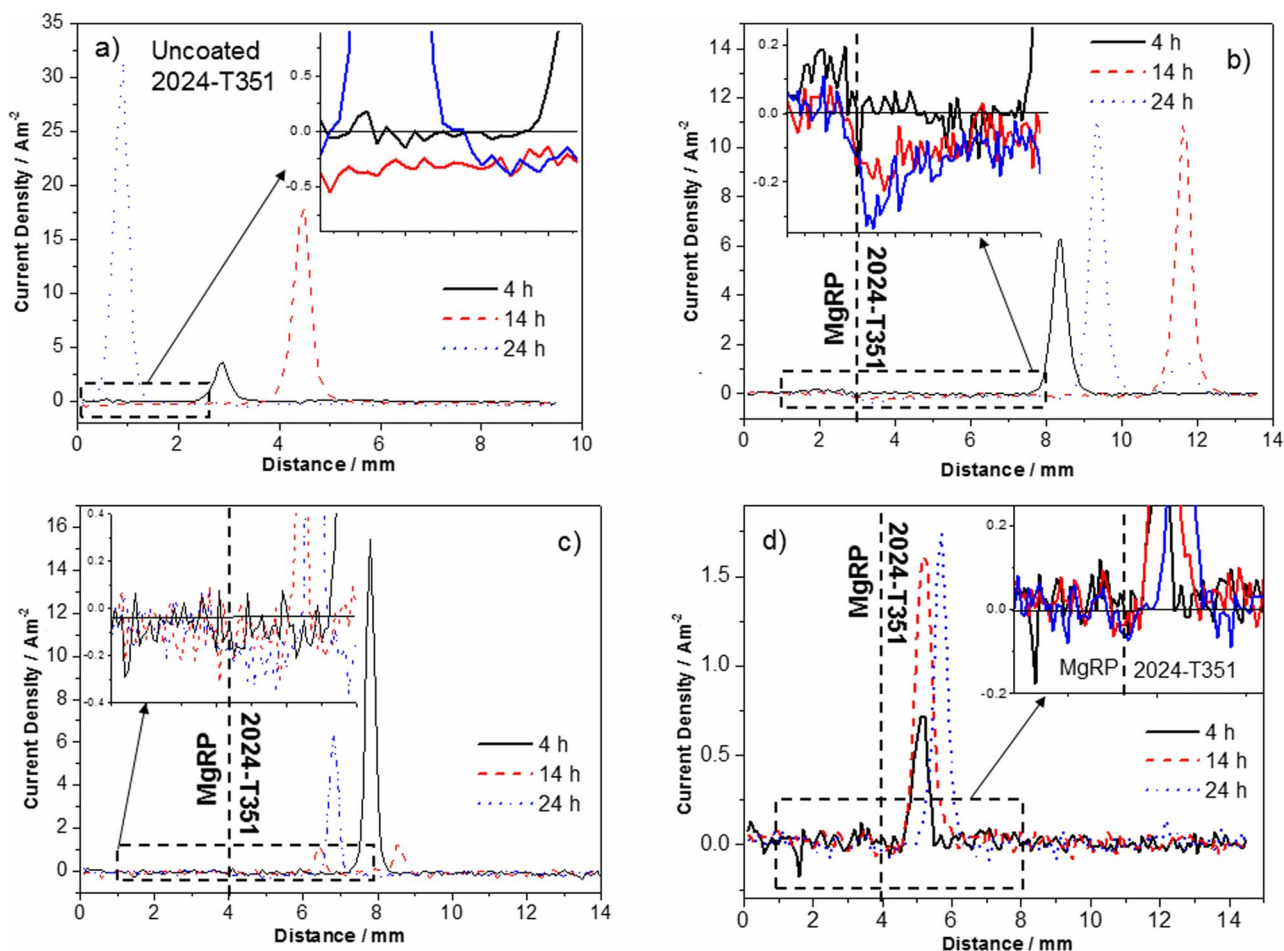 a)
Uncoated
2024-T351
35
30
25
20
15
10
5
0
Current Density / Am⁻²
0.5
0.0
-0.5
4 h
14 h
24 h
0 2 4 6 8 10
Distance / mm
b)
14
12
10
8
6
4
2
0
Current Density / Am⁻²
0.2
0.0
-0.2
4 h
14 h
24 h
MgRP
2024-T351
0 2 4 6 8 10 12 14
Distance / mm
c)
16
14
12
10
8
6
4
2
0
Current Density / Am⁻²
0.4
0.2
0.0
-0.2
-0.4
MgRP
2024-T351
4 h
14 h
24 h
0 2 4 6 8 10 12 14
Distance / mm
d)
1.5
1.0
0.5
0.0
Current Density / Am⁻²
MgRP
2024-T351
0.2
0.0
-0.2
MgRP 2024-T351
4 h
14 h
24 h
0 2 4 6 8 10 12 14
Distance / mm